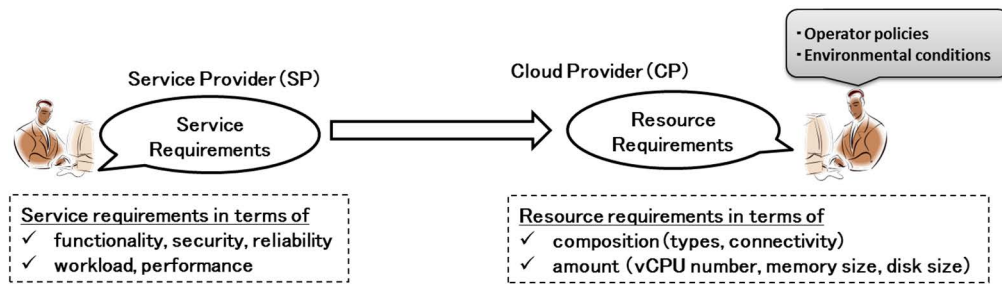 ・Operator policies
・Environmental conditions
Service Provider (SP)
Cloud Provider (CP)
Service
Requirements
Resource
Requirements
Service requirements in terms of
✓ functionality, security, reliability
✓ workload, performance
Resource requirements in terms of
✓ composition (types, connectivity)
✓ amount (vCPU number, memory size, disk size)